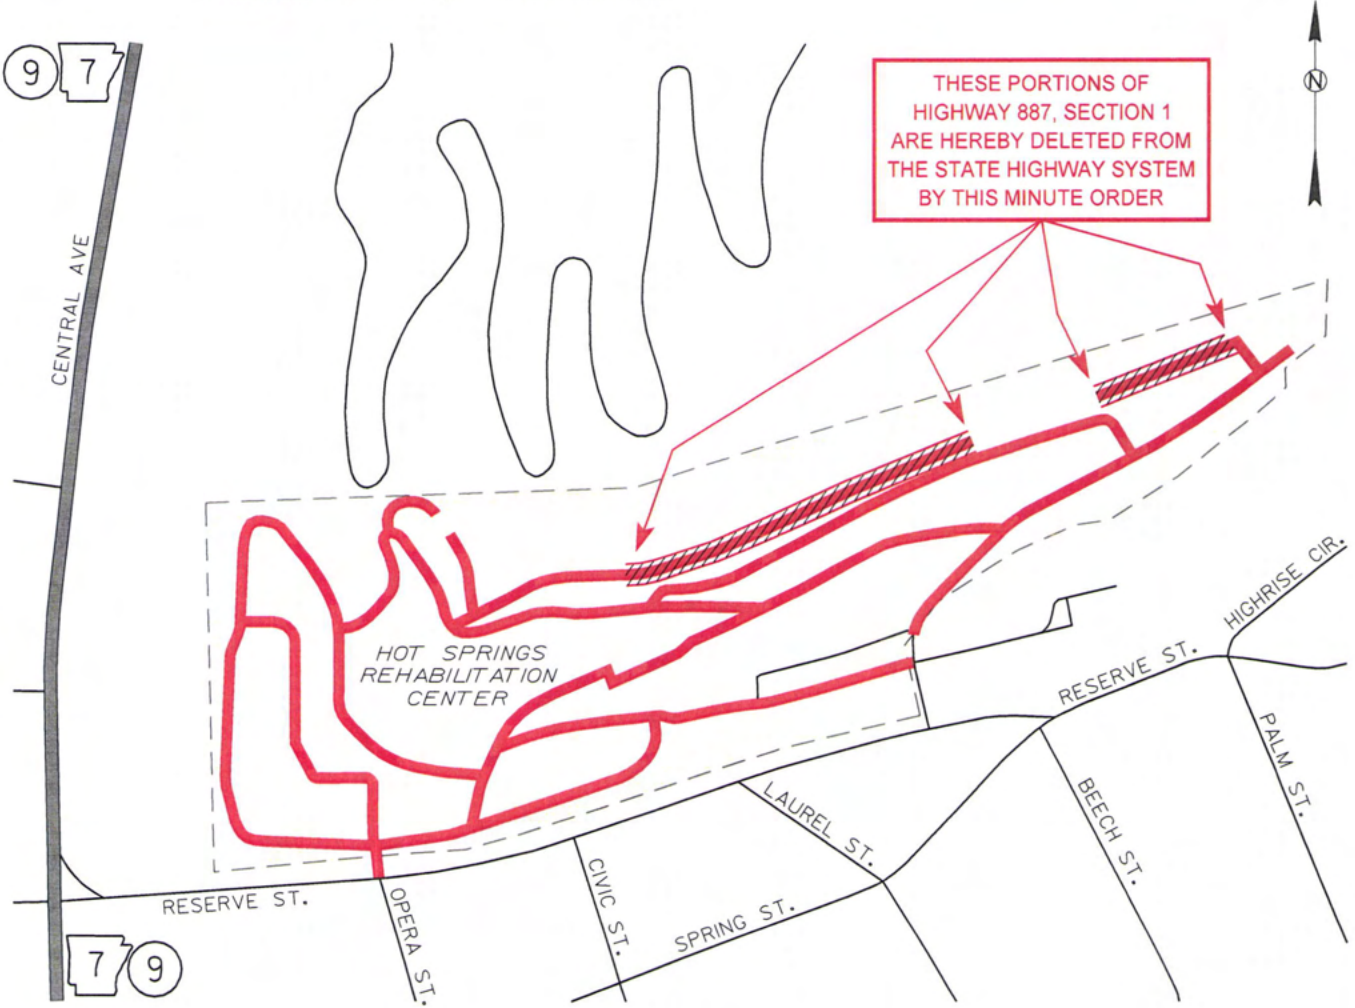 9 7
THESE PORTIONS OF
HIGHWAY 887, SECTION 1
ARE HEREBY DELETED FROM
THE STATE HIGHWAY SYSTEM
BY THIS MINUTE ORDER
N
CENTRAL AVE
HOT SPRINGS
REHABILITATION
CENTER
HIGHRISE CIR.
RESERVE ST.
PALM ST.
BEECH ST.
LAUREL ST.
CIVIC ST.
SPRING ST.
RESERVE ST.
OPERA ST.
7 9